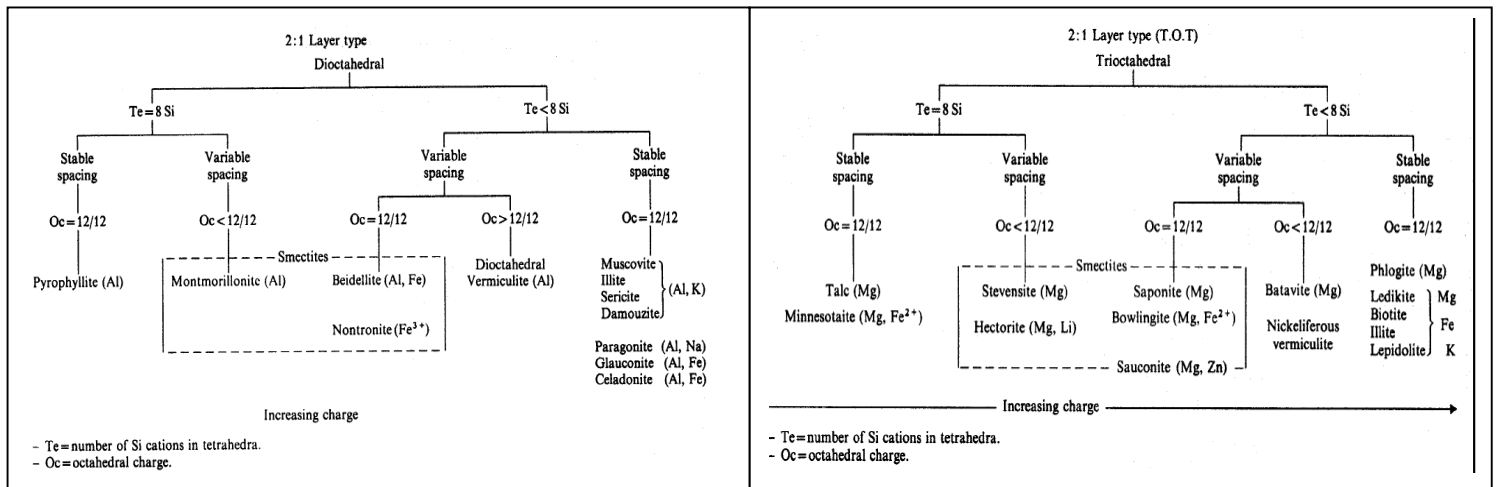 2:1 Layer type
Dioctahedral
Te=8 Si
Te<8 Si
Stable
spacing
Variable
spacing
Variable
spacing
Stable
spacing
Oc=12/12
Oc<12/12
Oc=12/12
Oc>12/12
Oc=12/12
Smectites
Pyrophyllite (Al)
Montmorillonite (Al)
Beidellite (Al, Fe)
Nontronite (Fe³⁺)
Dioctahedral
Vermiculite (Al)
Muscovite
Illite
Sericite
Damouzite
(Al, K)
Paragonite (Al, Na)
Glauconite (Al, Fe)
Celadonite (Al, Fe)
Increasing charge
– Te=number of Si cations in tetrahedra.
– Oc=octahedral charge.
2:1 Layer type (T.O.T)
Trioctahedral
Te=8 Si
Te<8 Si
Stable
spacing
Variable
spacing
Variable
spacing
Stable
spacing
Oc=12/12
Oc<12/12
Oc=12/12
Oc<12/12
Oc=12/12
Smectites
Talc (Mg)
Minnesotaite (Mg, Fe²⁺)
Stevensite (Mg)
Hectorite (Mg, Li)
Saponite (Mg)
Bowlingite (Mg, Fe²⁺)
Sauconite (Mg, Zn)
Batavite (Mg)
Nickeliferous
vermiculite
Phlogite (Mg)
Ledikite
Biotite
Illite
Lepidolite
Mg
Fe
K
Increasing charge
– Te=number of Si cations in tetrahedra.
– Oc=octahedral charge.